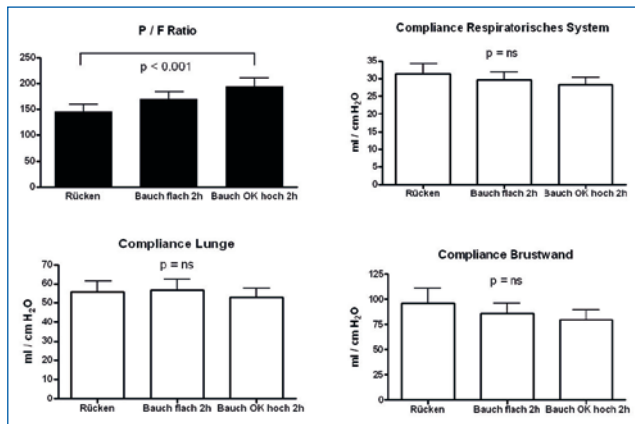 P / F Ratio
p < 0.001
250
200
150
100
50
0
Rücken
Bauch flach 2h
Bauch OK hoch 2h
Compliance Respiratorisches System
p = ns
ml / cm H₂O
35
30
25
20
15
10
5
0
Rücken
Bauch flach 2h
Bauch OK hoch 2h
Compliance Lunge
p = ns
ml / cm H₂O
70
60
50
40
30
20
10
0
Rücken
Bauch flach 2h
Bauch OK hoch 2h
Compliance Brustwand
p = ns
ml / cm H₂O
125
100
75
50
25
0
Rücken
Bauch flach 2h
Bauch OK hoch 2h